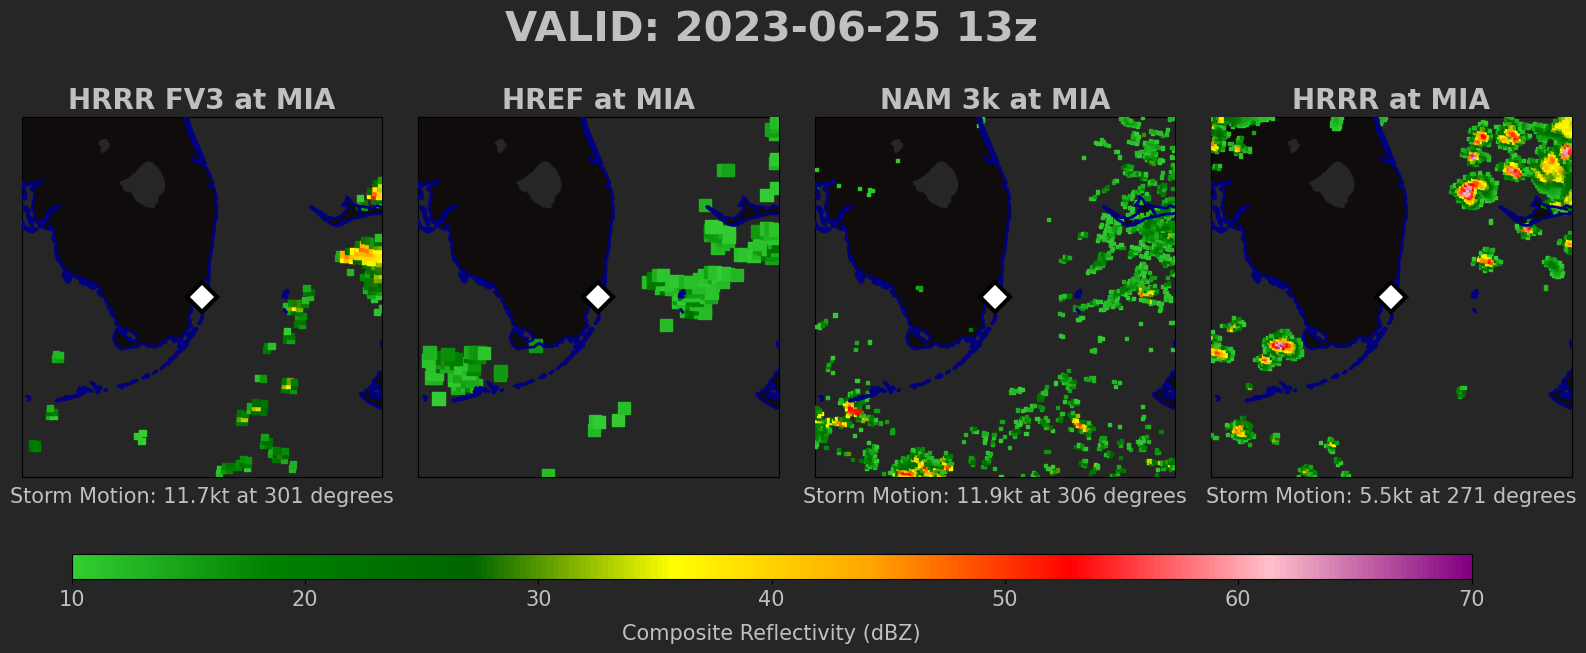 VALID: 2023-06-25 13z
HRRR FV3 at MIA
HREF at MIA
NAM 3k at MIA
HRRR at MIA
Storm Motion: 11.7kt at 301 degrees
Storm Motion: 11.9kt at 306 degrees
Storm Motion: 5.5kt at 271 degrees
10 20 30 40 50 60 70
Composite Reflectivity (dBZ)